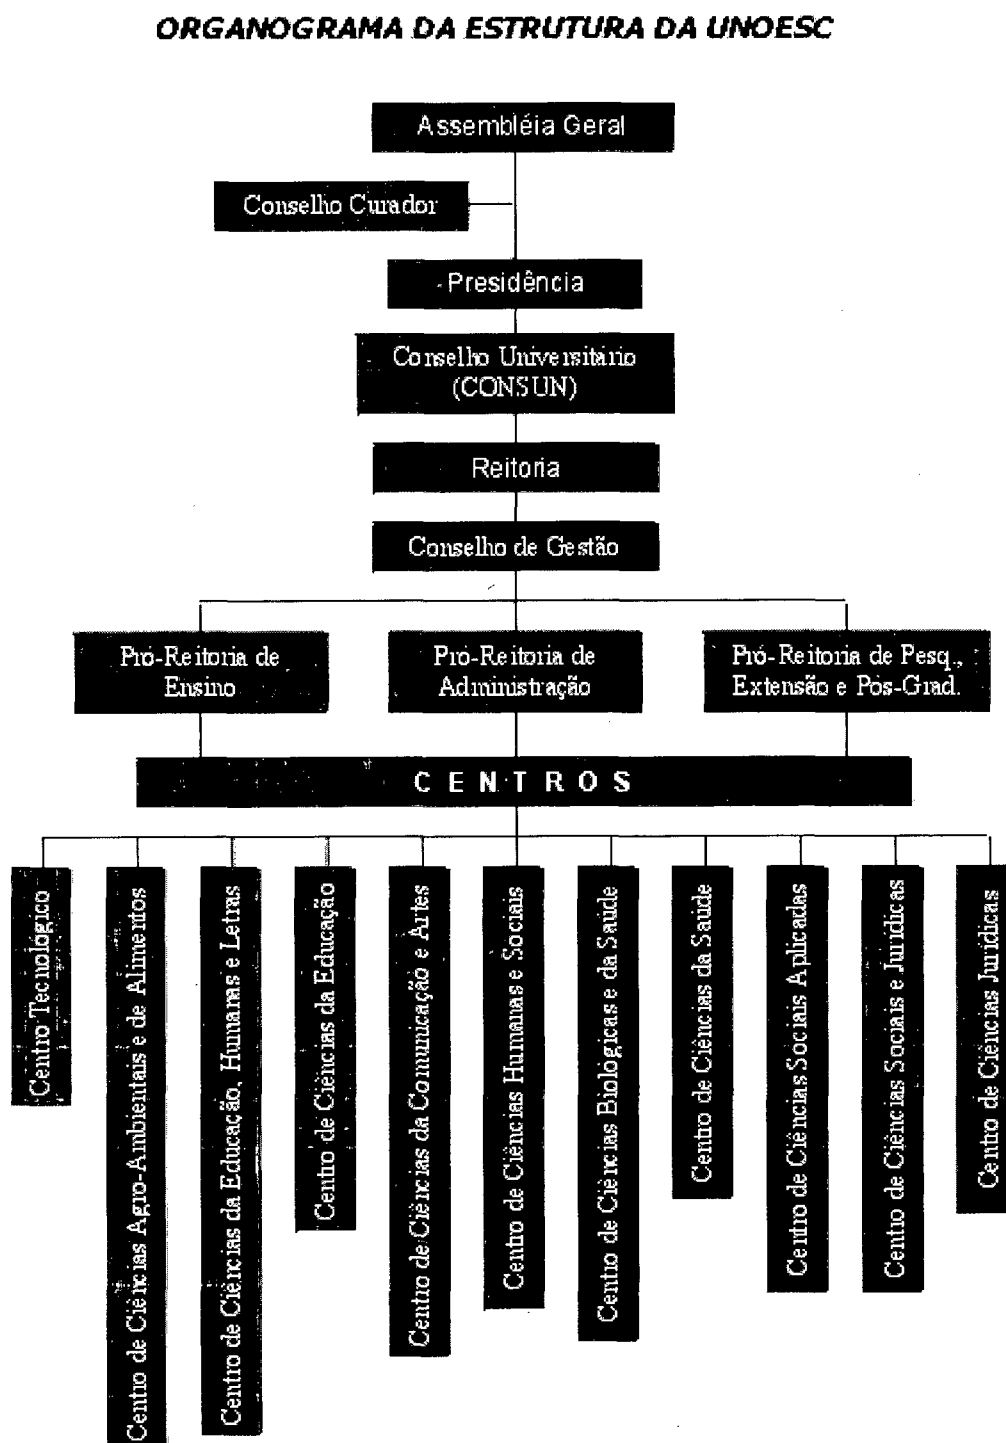 ORGANOGRAMA DA ESTRUTURA DA UNOESC
Assembléia Geral
Conselho Curador
Presidência
Conselho Universitário
(CONSUN)
Reitoria
Conselho de Gestão
Pró-Reitoria de
Ensino
Pró-Reitoria de
Administração
Pró-Reitoria de Pesq.,
Extensão e Pós-Grad.
CENTROS
Centro Tecnológico
Centro de Ciências Agro-Ambientais e de Alimentos
Centro de Ciências da Educação, Humanas e Letras
Centro de Ciências da Educação
Centro de Ciências da Comunicação e Artes
Centro de Ciências Humanas e Sociais
Centro de Ciências Biológicas e da Saúde
Centro de Ciências da Saúde
Centro de Ciências Sociais Aplicadas
Centro de Ciências Sociais e Jurídicas
Centro de Ciências Jurídicas